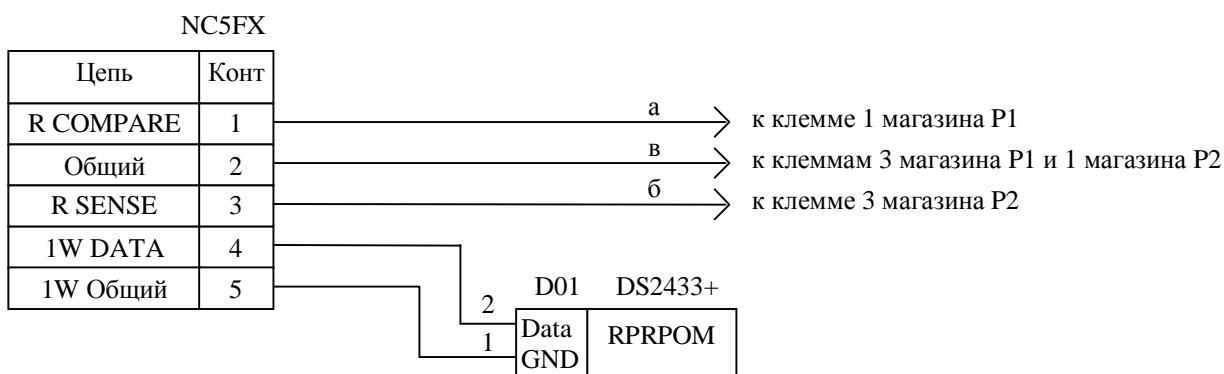 NC5FX
Цепь Конт
R COMPARE 1 а к клемме 1 магазина Р1
Общий 2 в к клеммам 3 магазина Р1 и 1 магазина Р2
R SENSE 3 б к клемме 3 магазина Р2
1W DATA 4
1W Общий 5
D01 DS2433+
2 Data RPRPOM
1 GND